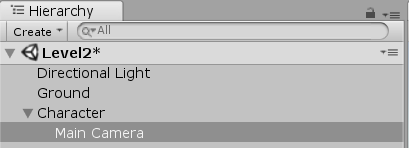 Hierarchy
Create All
Level2*
Directional Light
Ground
Character
Main Camera